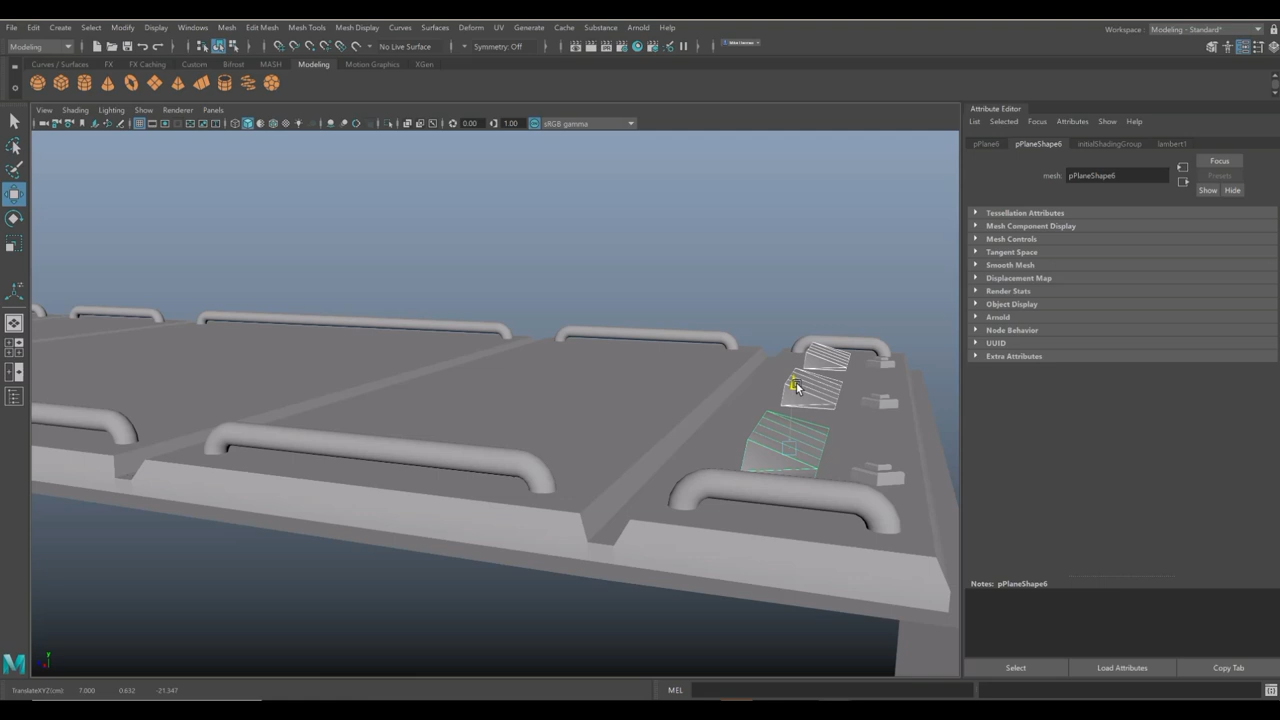 File Edit Create Select Modify Display Windows Mesh Edit Mesh Mesh Tools Mesh Display Curves Surfaces Deform UV Generate Cache Substance Arnold Help
Workspace: Modeling - Standard*
Modeling No Live Surface Symmetry: Off
Curves / Surfaces FX FX Caching Custom Bifrost MASH Modeling Motion Graphics XGen
View Shading Lighting Show Renderer Panels
0.00 1.00 sRGB gamma
Attribute Editor
List Selected Focus Attributes Show Help
pPlane6 pPlaneShape6 initialShadingGroup lambert1
mesh: pPlaneShape6
Focus
Presets
Show Hide
Tessellation Attributes
Mesh Component Display
Mesh Controls
Tangent Space
Smooth Mesh
Displacement Map
Render Stats
Object Display
Arnold
Node Behavior
UUID
Extra Attributes
Notes: pPlaneShape6
Select Load Attributes Copy Tab
y
M
TranslateXYZ(cm): 7.000 0.632 -21.347
MEL